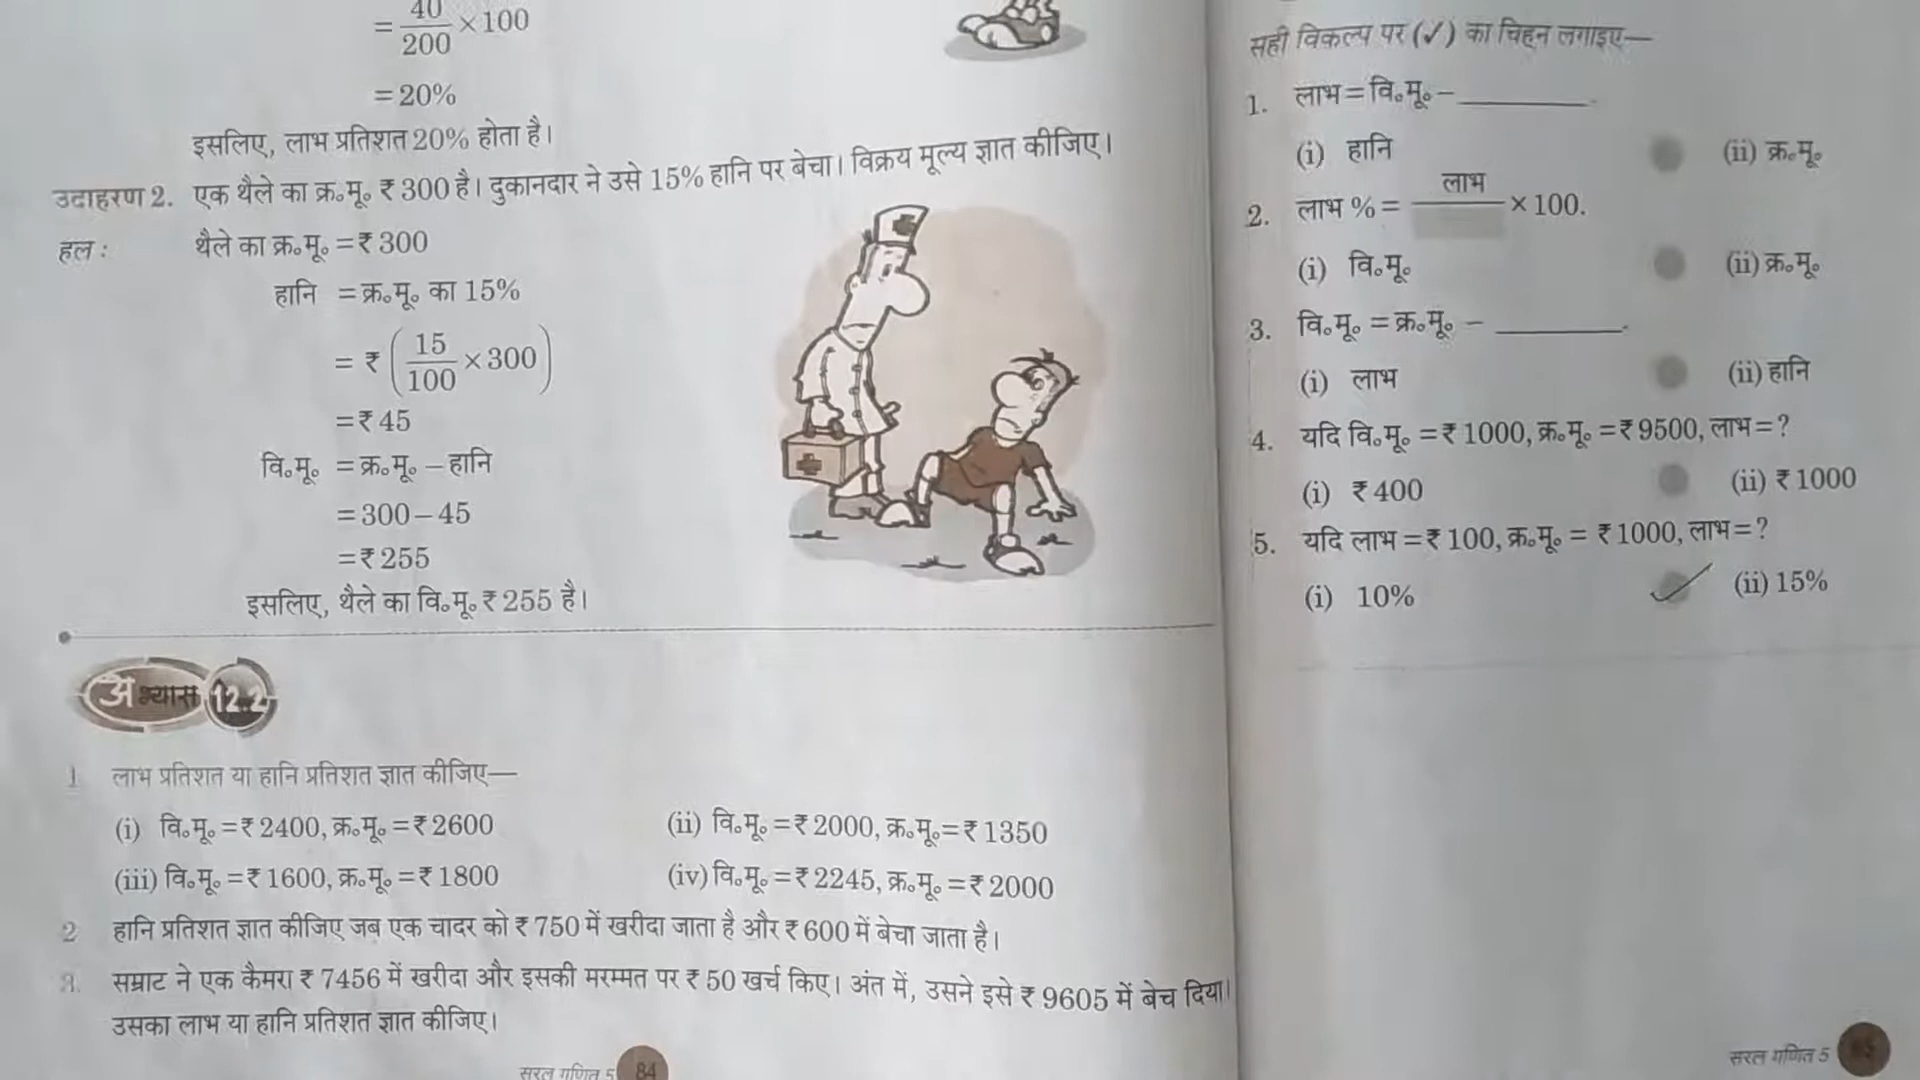 = 40/200 × 100
= 20%
इसलिए, लाभ प्रतिशत 20% होता है।
उदाहरण 2. एक थैले का क्र॰मू॰ ₹ 300 है। दुकानदार ने उसे 15% हानि पर बेचा। विक्रय मूल्य ज्ञात कीजिए।
हल : थैले का क्र॰मू॰ = ₹ 300
हानि = क्र॰मू॰ का 15%
= ₹ (15/100 × 300)
= ₹ 45
वि॰मू॰ = क्र॰मू॰ – हानि
= 300 – 45
= ₹ 255
इसलिए, थैले का वि॰मू॰ ₹ 255 है।
अभ्यास 12.2
1 लाभ प्रतिशत या हानि प्रतिशत ज्ञात कीजिए—
(i) वि॰मू॰ = ₹ 2400, क्र॰मू॰ = ₹ 2600 (ii) वि॰मू॰ = ₹ 2000, क्र॰मू॰ = ₹ 1350
(iii) वि॰मू॰ = ₹ 1600, क्र॰मू॰ = ₹ 1800 (iv) वि॰मू॰ = ₹ 2245, क्र॰मू॰ = ₹ 2000
2 हानि प्रतिशत ज्ञात कीजिए जब एक चादर को ₹ 750 में खरीदा जाता है और ₹ 600 में बेचा जाता है।
3. सम्राट ने एक कैमरा ₹ 7456 में खरीदा और इसकी मरम्मत पर ₹ 50 खर्च किए। अंत में, उसने इसे ₹ 9605 में बेच दिया।
उसका लाभ या हानि प्रतिशत ज्ञात कीजिए।
सरल गणित 5 84
सही विकल्प पर (✓) का चिह्न लगाइए—
1. लाभ = वि॰मू॰ – ________.
(i) हानि (ii) क्र॰मू॰
2. लाभ % = लाभ/____ × 100.
(i) वि॰मू॰ (ii) क्र॰मू॰
3. वि॰मू॰ = क्र॰मू॰ – ________.
(i) लाभ (ii) हानि
4. यदि वि॰मू॰ = ₹ 1000, क्र॰मू॰ = ₹ 9500, लाभ = ?
(i) ₹ 400 (ii) ₹ 1000
5. यदि लाभ = ₹ 100, क्र॰मू॰ = ₹ 1000, लाभ = ?
(i) 10% ✓ (ii) 15%
सरल गणित 5